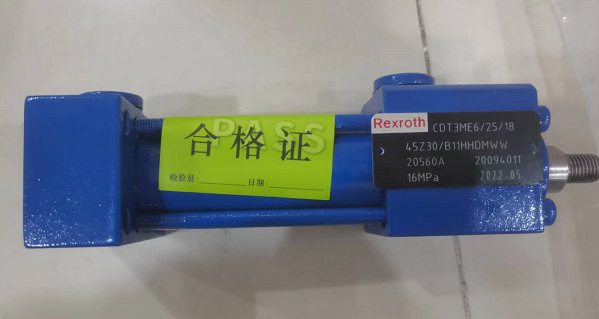 PASS
合格证
检验员: 日期:
Rexroth CDT3ME6/25/18
45Z30/B11HHDMWW
20560A 20094011
16MPa 2022.05